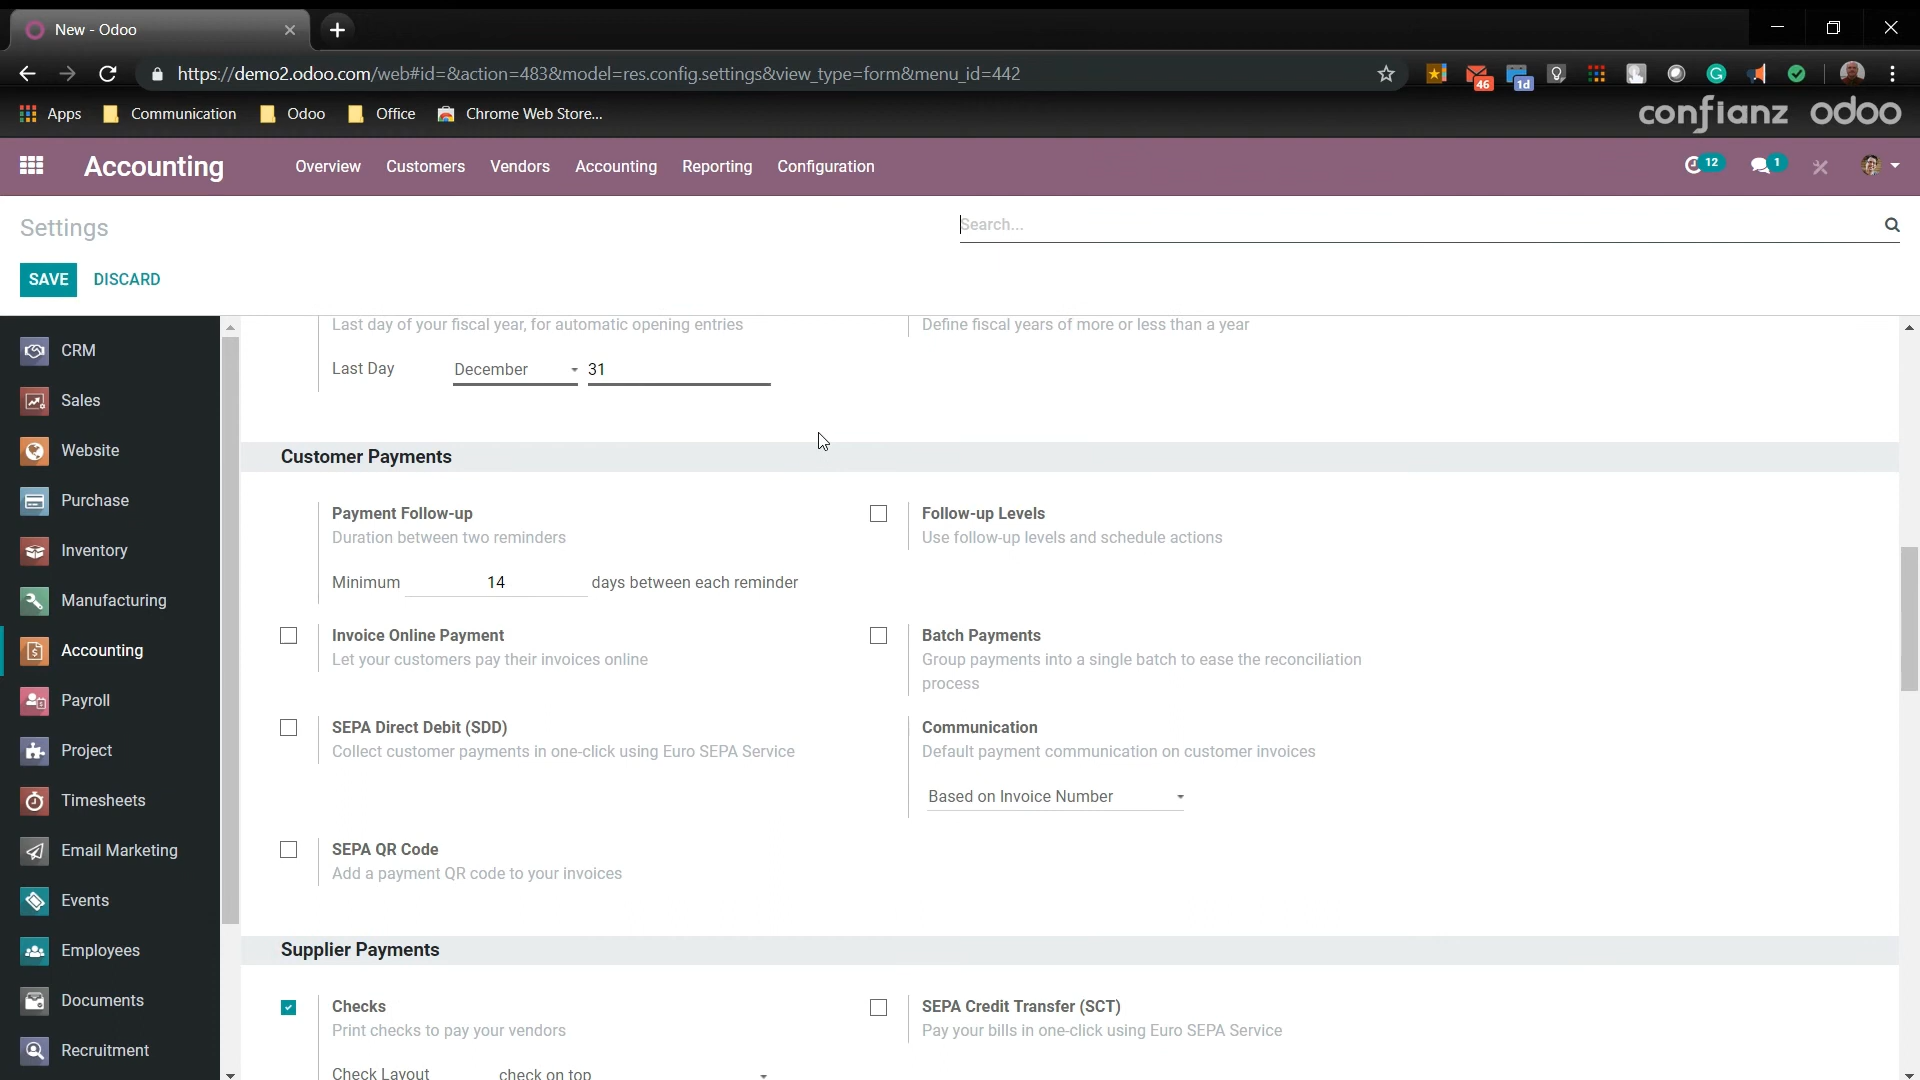 New - Odoo
https://demo2.odoo.com/web#id=&action=483&model=res.config.settings&view_type=form&menu_id=442
46
1d
Apps
Communication
Odoo
Office
Chrome Web Store...
confianz odoo
Accounting
Overview
Customers
Vendors
Accounting
Reporting
Configuration
12
1
Settings
Search...
SAVE
DISCARD
CRM
Sales
Website
Purchase
Inventory
Manufacturing
Accounting
Payroll
Project
Timesheets
Email Marketing
Events
Employees
Documents
Recruitment
Last day of your fiscal year, for automatic opening entries
Define fiscal years of more or less than a year
Last Day
December
31
Customer Payments
Payment Follow-up
Duration between two reminders
Minimum 14 days between each reminder
Follow-up Levels
Use follow-up levels and schedule actions
Invoice Online Payment
Let your customers pay their invoices online
Batch Payments
Group payments into a single batch to ease the reconciliation
process
SEPA Direct Debit (SDD)
Collect customer payments in one-click using Euro SEPA Service
Communication
Default payment communication on customer invoices
Based on Invoice Number
SEPA QR Code
Add a payment QR code to your invoices
Supplier Payments
Checks
Print checks to pay your vendors
Check Layout
check on top
SEPA Credit Transfer (SCT)
Pay your bills in one-click using Euro SEPA Service